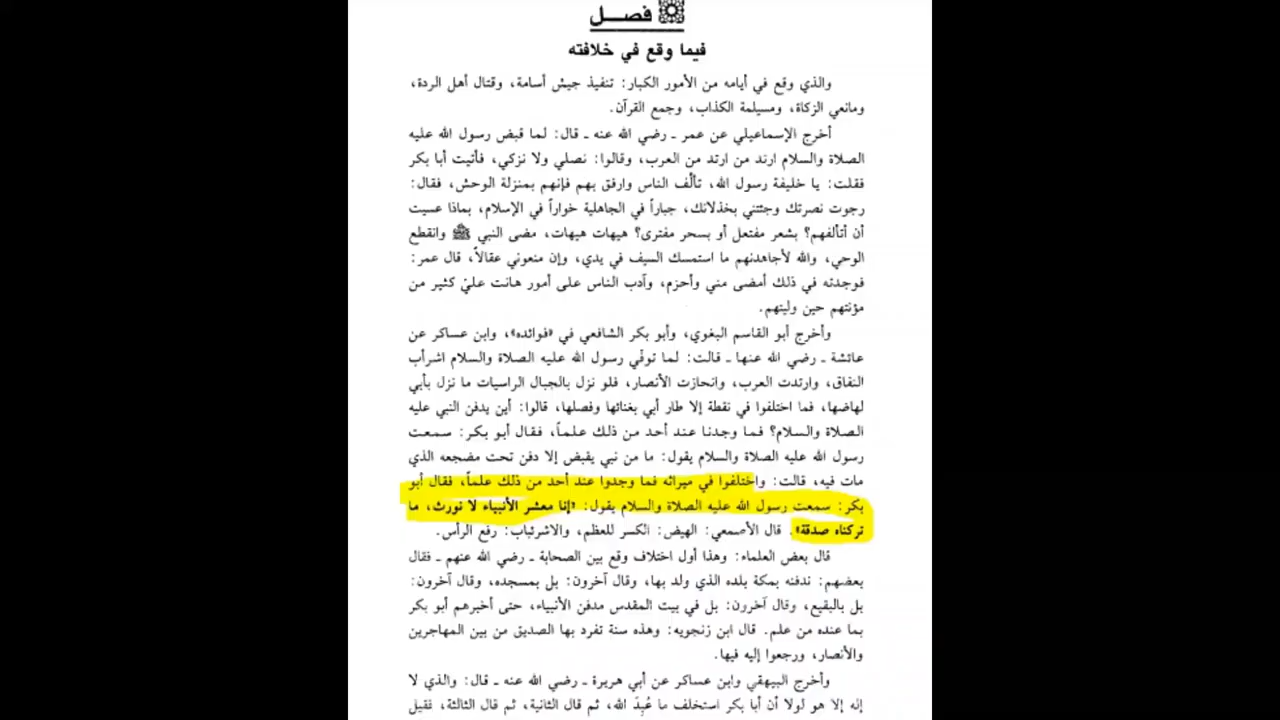 فصـــل
فيما وقع في خلافته
والذي وقع في أيامه من الأمور الكبار: تنفيذ جيش أسامة، وقتال أهل الردة،
ومانعي الزكاة، ومسيلمة الكذاب، وجمع القرآن.
أخرج الإسماعيلي عن عمر ـ رضي الله عنه ـ قال: لما قبض رسول الله عليه
الصلاة والسلام ارتد من ارتد من العرب، وقالوا: نصلي ولا نزكي، فأتيت أبا بكر
فقلت: يا خليفة رسول الله، تألَّف الناس وارفق بهم فإنهم بمنزلة الوحش، فقال:
رجوت نصرتك وجئتني بخذلانك، جباراً في الجاهلية خواراً في الإسلام، بماذا عسيت
أن أتألفهم؟ بشعر مفتعل أو بسحر مفترى؟ هيهات هيهات، مضى النبي ﷺ وانقطع
الوحي، والله لأجاهدنهم ما استمسك السيف في يدي، وإن منعوني عقالاً، قال عمر:
فوجدته في ذلك أمضى مني وأحزم، وآدب الناس على أمور هانت عليّ كثير من
مؤنتهم حين وليتهم.
وأخرج أبو القاسم البغوي، وأبو بكر الشافعي في «فوائده»، وابن عساكر عن
عائشة ـ رضي الله عنها ـ قالت: لما توفّي رسول الله عليه الصلاة والسلام اشرأب
النفاق، وارتدت العرب، وانحازت الأنصار، فلو نزل بالجبال الراسيات ما نزل بأبي
لهاضها، فما اختلفوا في نقطة إلا طار أبي بغنائها وفصلها، قالوا: أين يدفن النبي عليه
الصلاة والسلام؟ فما وجدنا عند أحد من ذلك علماً، فقال أبو بكر: سمعت
رسول الله عليه الصلاة والسلام يقول: ما من نبي يقبض إلا دفن تحت مضجعه الذي
مات فيه، قالت: واختلفوا في ميراثه فما وجدوا عند أحد من ذلك علماً، فقال أبو
بكر: سمعت رسول الله عليه الصلاة والسلام يقول: «إنا معشر الأنبياء لا نورث، ما
تركناه صدقة». قال الأصمعي: الهيض: الكسر للعظم، والاشرئباب: رفع الرأس.
قال بعض العلماء: وهذا أول اختلاف وقع بين الصحابة ـ رضي الله عنهم ـ فقال
بعضهم: ندفنه بمكة بلده الذي ولد بها، وقال آخرون: بل بمسجده، وقال آخرون:
بل بالبقيع، وقال آخرون: بل في بيت المقدس مدفن الأنبياء، حتى أخبرهم أبو بكر
بما عنده من علم. قال ابن زنجويه: وهذه سنة تفرد بها الصديق من بين المهاجرين
والأنصار، ورجعوا إليه فيها.
وأخرج البيهقي وابن عساكر عن أبي هريرة ـ رضي الله عنه ـ قال: والذي لا
إله إلا هو لولا أن أبا بكر استخلف ما عُبِدَ الله، ثم قال الثانية، ثم قال الثالثة، فقيل